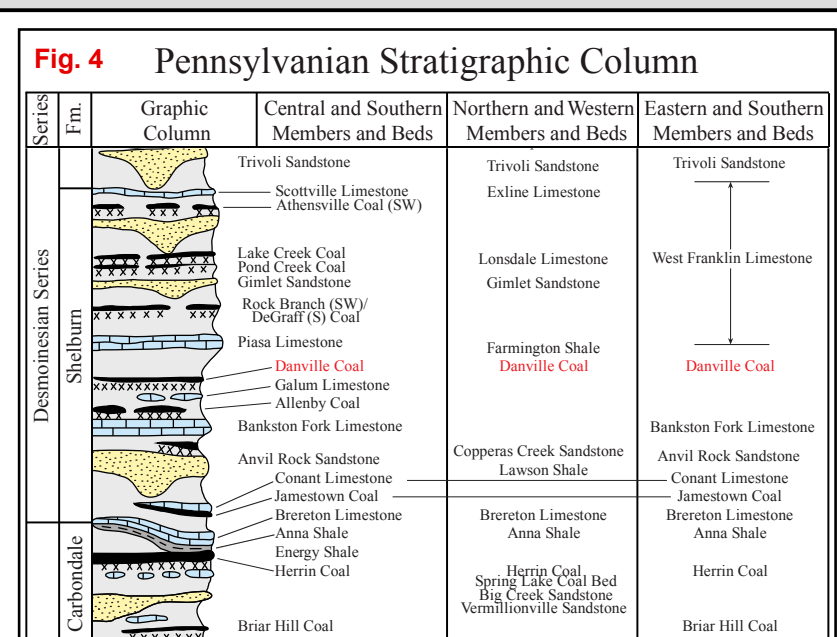 Fig. 4
Pennsylvanian Stratigraphic Column
Series
Fm.
Graphic
Column
Central and Southern
Members and Beds
Northern and Western
Members and Beds
Eastern and Southern
Members and Beds
Desmoinesian Series
Shelburn
Carbondale
Trivoli Sandstone
Scottville Limestone
Athensville Coal (SW)
Lake Creek Coal
Pond Creek Coal
Gimlet Sandstone
Rock Branch (SW)/
DeGraff (S) Coal
Piasa Limestone
Danville Coal
Galum Limestone
Allenby Coal
Bankston Fork Limestone
Anvil Rock Sandstone
Conant Limestone
Jamestown Coal
Brereton Limestone
Anna Shale
Energy Shale
Herrin Coal
Briar Hill Coal
Trivoli Sandstone
Exline Limestone
Lonsdale Limestone
Gimlet Sandstone
Farmington Shale
Danville Coal
Copperas Creek Sandstone
Lawson Shale
Brereton Limestone
Anna Shale
Herrin Coal
Spring Lake Coal Bed
Big Creek Sandstone
Vermillionville Sandstone
Trivoli Sandstone
West Franklin Limestone
Danville Coal
Bankston Fork Limestone
Anvil Rock Sandstone
Conant Limestone
Jamestown Coal
Brereton Limestone
Anna Shale
Herrin Coal
Briar Hill Coal